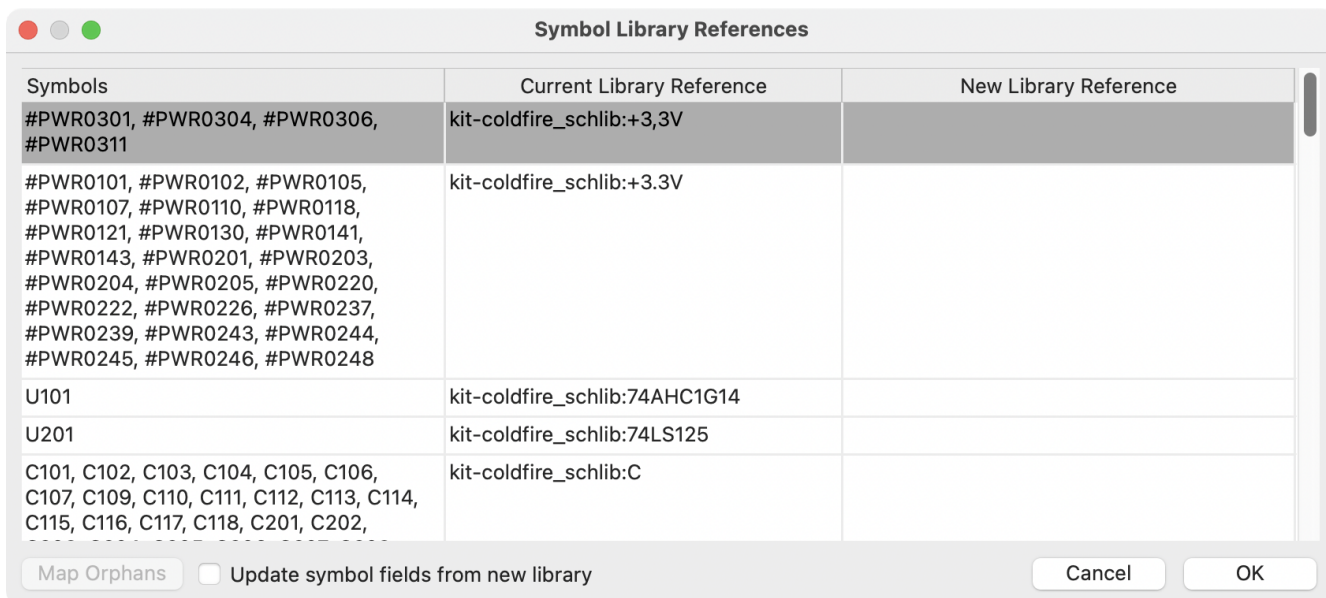 Symbol Library References
Symbols Current Library Reference New Library Reference
#PWR0301, #PWR0304, #PWR0306, kit-coldfire_schlib:+3,3V
#PWR0311
#PWR0101, #PWR0102, #PWR0105, kit-coldfire_schlib:+3.3V
#PWR0107, #PWR0110, #PWR0118,
#PWR0121, #PWR0130, #PWR0141,
#PWR0143, #PWR0201, #PWR0203,
#PWR0204, #PWR0205, #PWR0220,
#PWR0222, #PWR0226, #PWR0237,
#PWR0239, #PWR0243, #PWR0244,
#PWR0245, #PWR0246, #PWR0248
U101 kit-coldfire_schlib:74AHC1G14
U201 kit-coldfire_schlib:74LS125
C101, C102, C103, C104, C105, C106, kit-coldfire_schlib:C
C107, C109, C110, C111, C112, C113, C114,
C115, C116, C117, C118, C201, C202,
Map Orphans Update symbol fields from new library Cancel OK